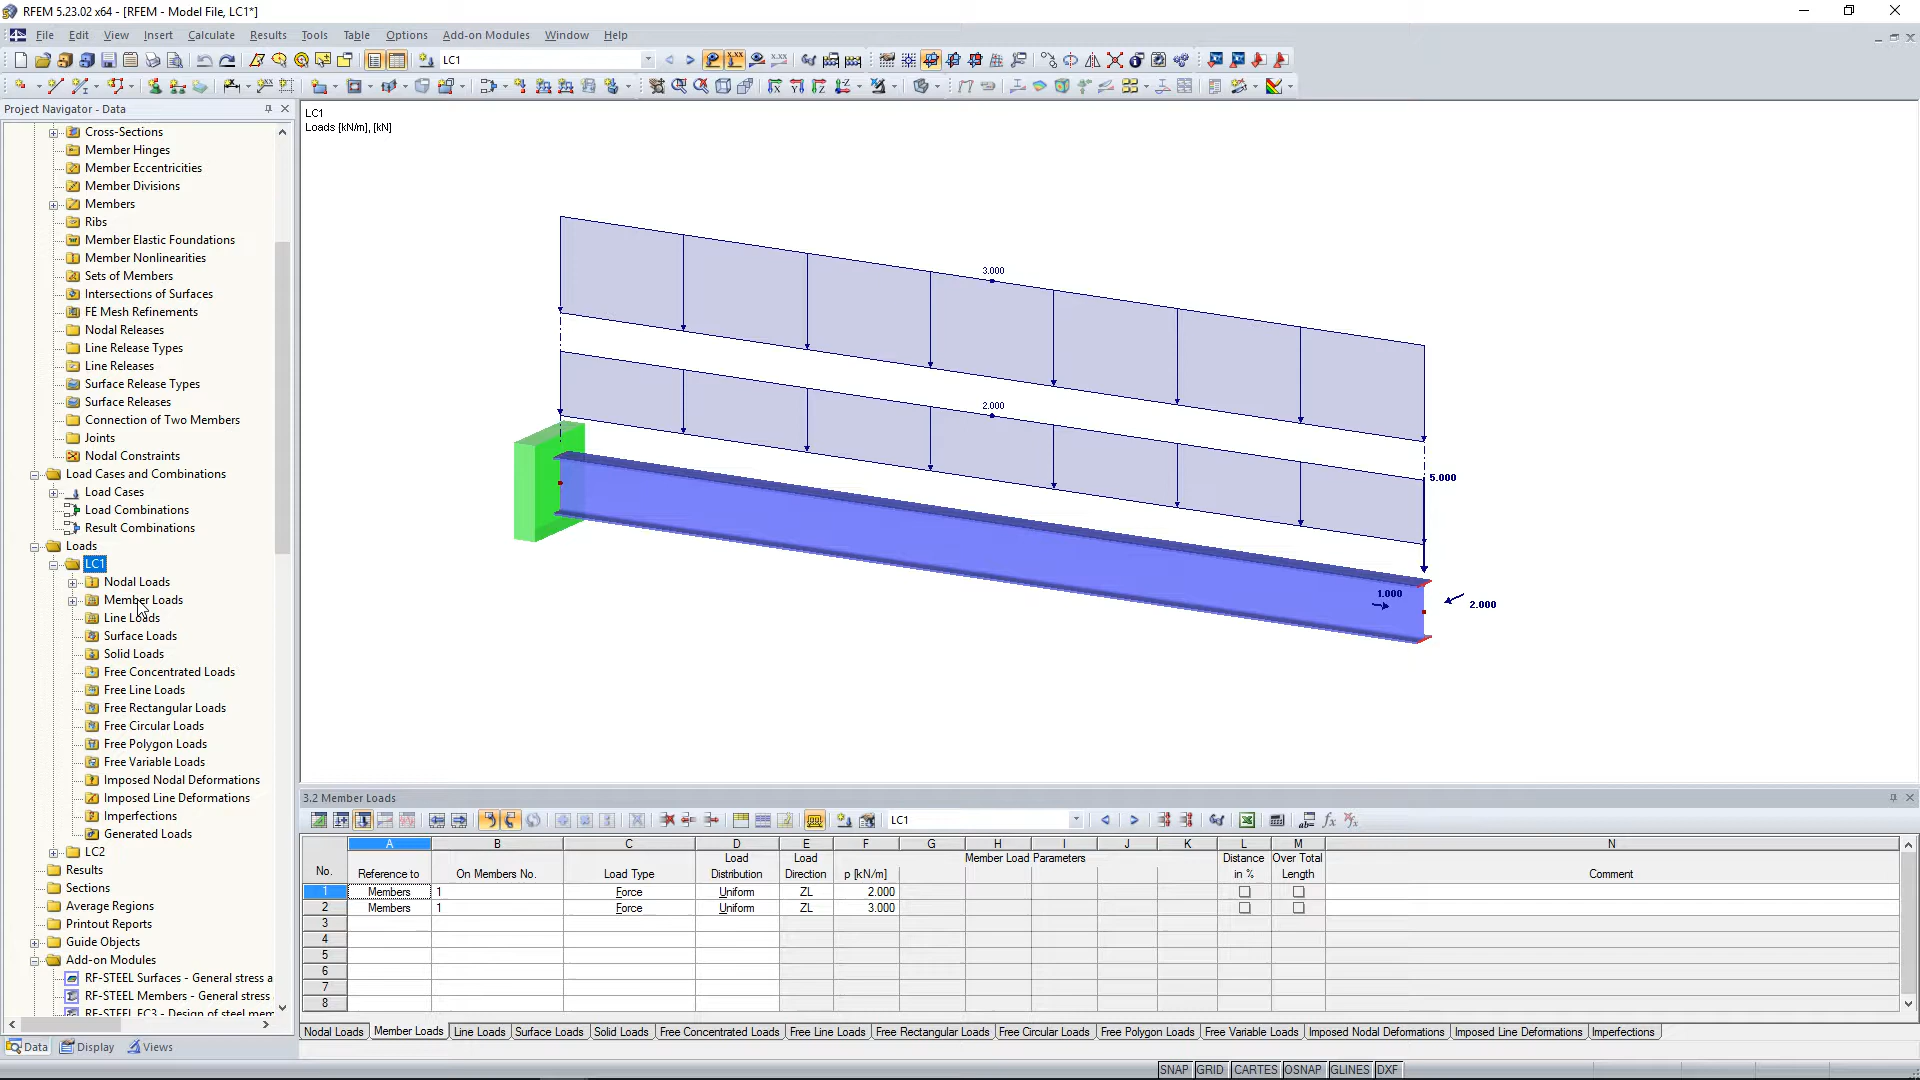 RFEM 5.23.02 x64 - [RFEM - Model File, LC1*]
File Edit View Insert Calculate Results Tools Table Options Add-on Modules Window Help
LC1
Project Navigator - Data
Cross-Sections
Member Hinges
Member Eccentricities
Member Divisions
Members
Ribs
Member Elastic Foundations
Member Nonlinearities
Sets of Members
Intersections of Surfaces
FE Mesh Refinements
Nodal Releases
Line Release Types
Line Releases
Surface Release Types
Surface Releases
Connection of Two Members
Joints
Nodal Constraints
Load Cases and Combinations
Load Cases
Load Combinations
Result Combinations
Loads
LC1
Nodal Loads
Member Loads
Line Loads
Surface Loads
Solid Loads
Free Concentrated Loads
Free Line Loads
Free Rectangular Loads
Free Circular Loads
Free Polygon Loads
Free Variable Loads
Imposed Nodal Deformations
Imposed Line Deformations
Imperfections
Generated Loads
LC2
Results
Sections
Average Regions
Printout Reports
Guide Objects
Add-on Modules
RF-STEEL Surfaces - General stress a
RF-STEEL Members - General stress
RF-STEEL EC3 - Design of steel mem
Data Display Views
LC1
Loads [kN/m], [kN]
3.000
2.000
5.000
1.000
2.000
3.2 Member Loads
LC1
A B C D E F G H I J K L M N
No. Reference to On Members No. Load Type Load Distribution Load Direction p [kN/m] Member Load Parameters Distance in % Over Total Length Comment
1 Members 1 Force Uniform ZL 2.000
2 Members 1 Force Uniform ZL 3.000
3
4
5
6
7
8
Nodal Loads Member Loads Line Loads Surface Loads Solid Loads Free Concentrated Loads Free Line Loads Free Rectangular Loads Free Circular Loads Free Polygon Loads Free Variable Loads Imposed Nodal Deformations Imposed Line Deformations Imperfections
SNAP GRID CARTES OSNAP GLINES DXF